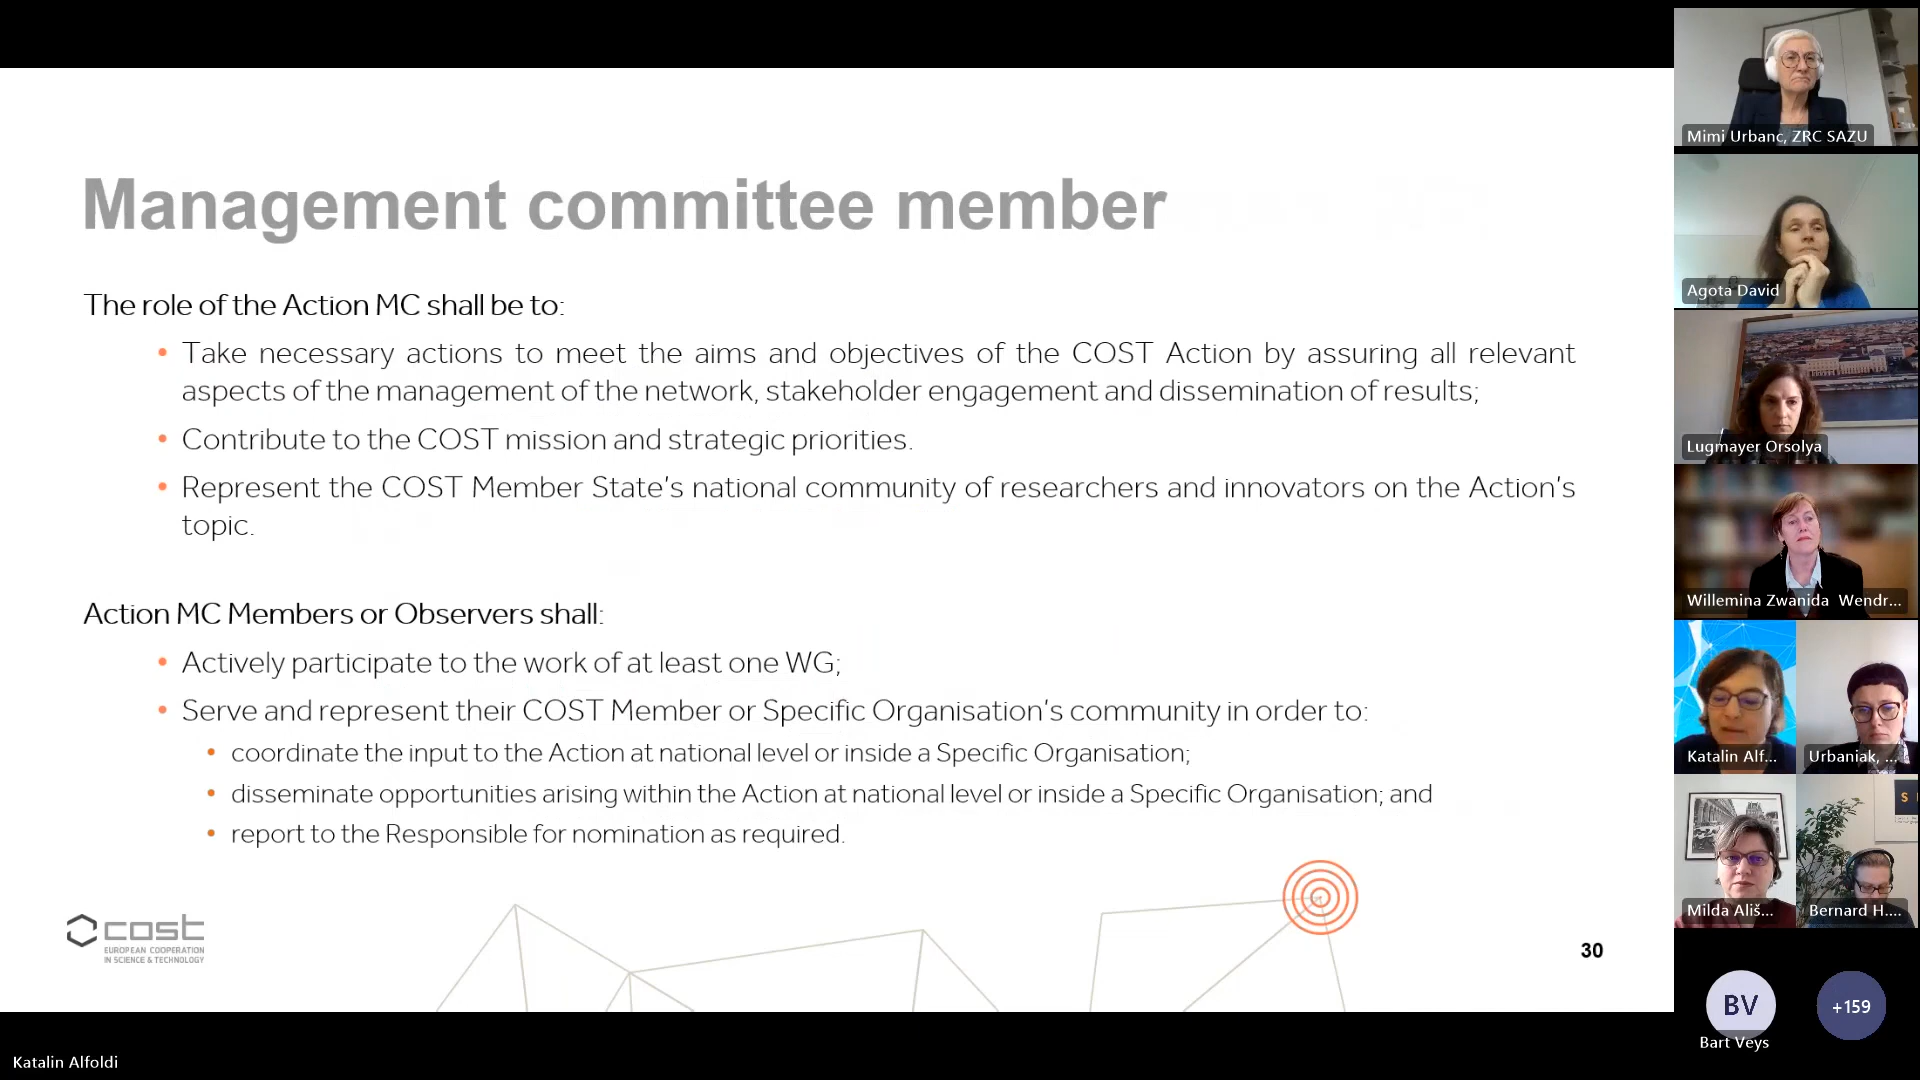 Management committee member
The role of the Action MC shall be to:
• Take necessary actions to meet the aims and objectives of the COST Action by assuring all relevant
aspects of the management of the network, stakeholder engagement and dissemination of results;
• Contribute to the COST mission and strategic priorities.
• Represent the COST Member State's national community of researchers and innovators on the Action's
topic.
Action MC Members or Observers shall:
• Actively participate to the work of at least one WG;
• Serve and represent their COST Member or Specific Organisation's community in order to:
• coordinate the input to the Action at national level or inside a Specific Organisation;
• disseminate opportunities arising within the Action at national level or inside a Specific Organisation; and
• report to the Responsible for nomination as required.
cost
EUROPEAN COOPERATION
IN SCIENCE & TECHNOLOGY
30
Katalin Alfoldi
Mimi Urbanc, ZRC SAZU
Agota David
Lugmayer Orsolya
Willemina Zwanida Wendr...
Katalin Alf...
Urbaniak, ...
Milda Ališ...
Bernard H....
BV
Bart Veys
+159